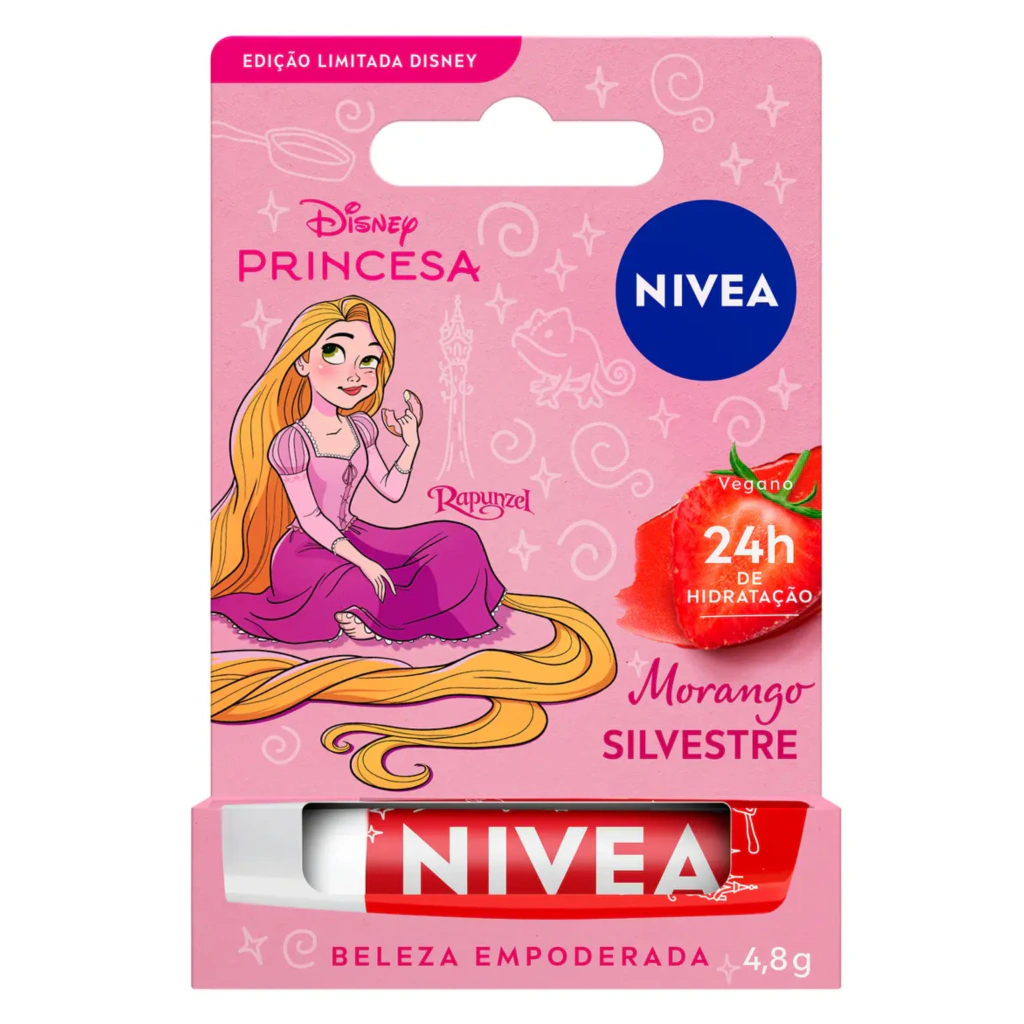 EDIÇÃO LIMITADA DISNEY
Disney
PRINCESA
NIVEA
Rapunzel
Vegano
24h
DE
HIDRATAÇÃO
Morango
SILVESTRE
NIVEA
BELEZA EMPODERADA
4,8g